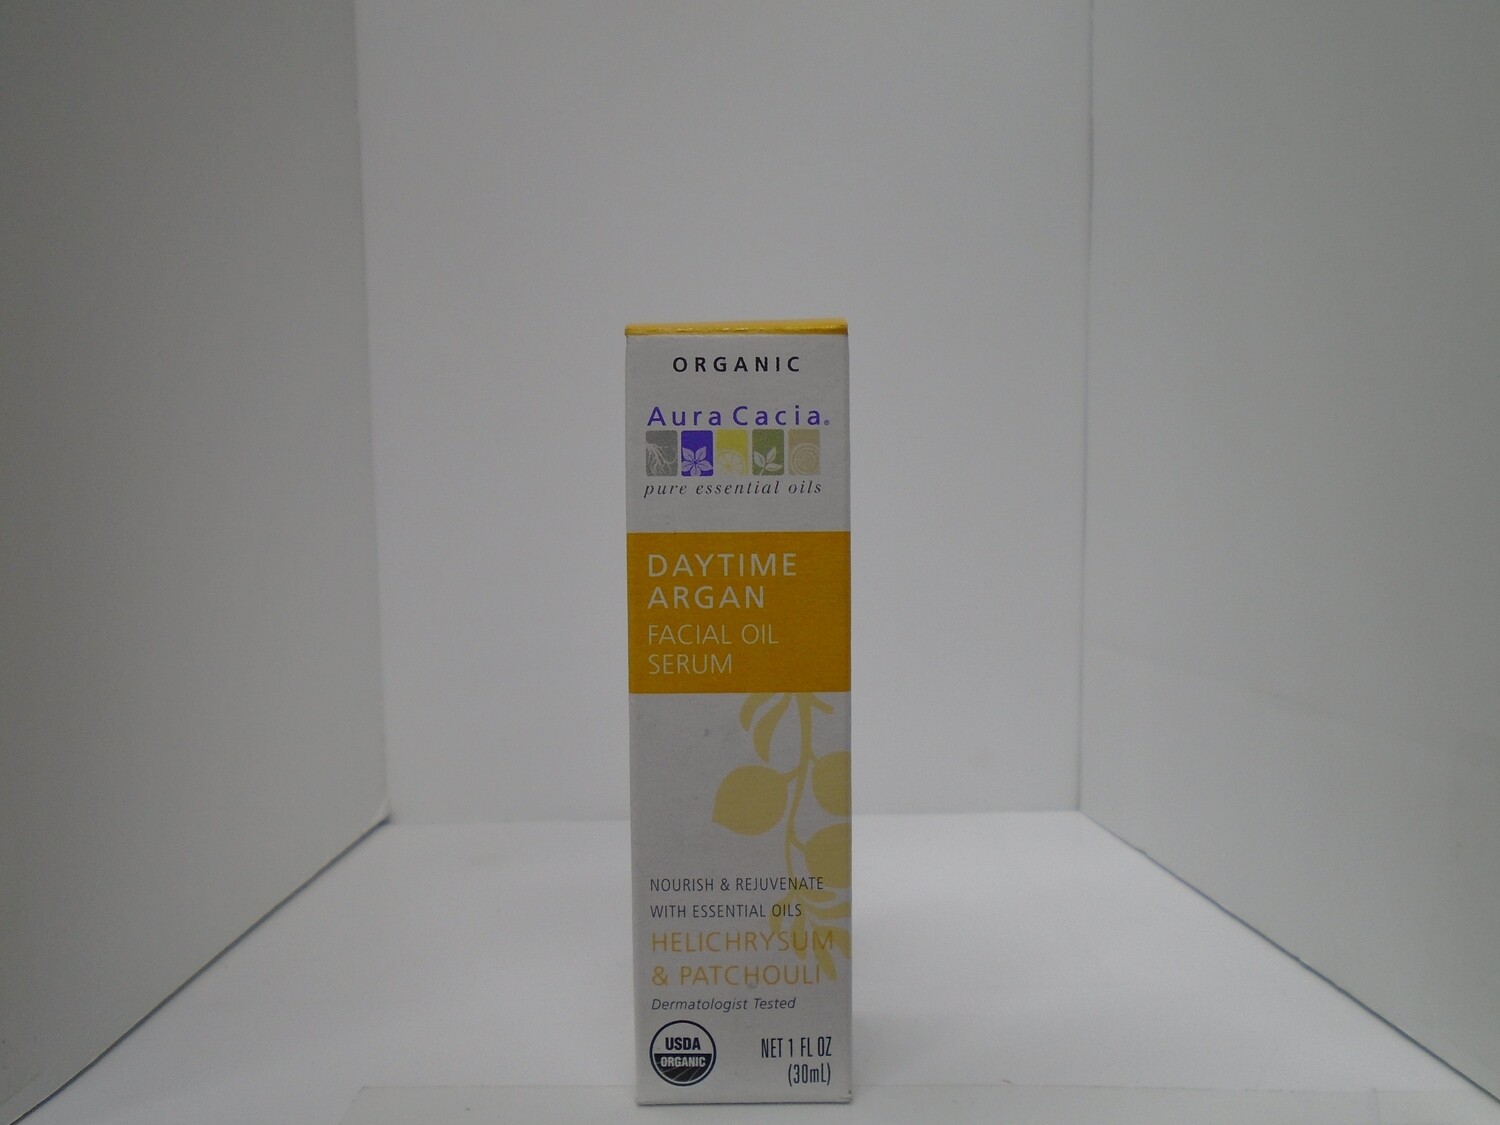 ORGANIC
Aura Cacia®
pure essential oils
DAYTIME
ARGAN
FACIAL OIL
SERUM
NOURISH & REJUVENATE
WITH ESSENTIAL OILS
HELICHRYSUM
& PATCHOULI
Dermatologist Tested
USDA
ORGANIC
NET 1 FL OZ
(30mL)